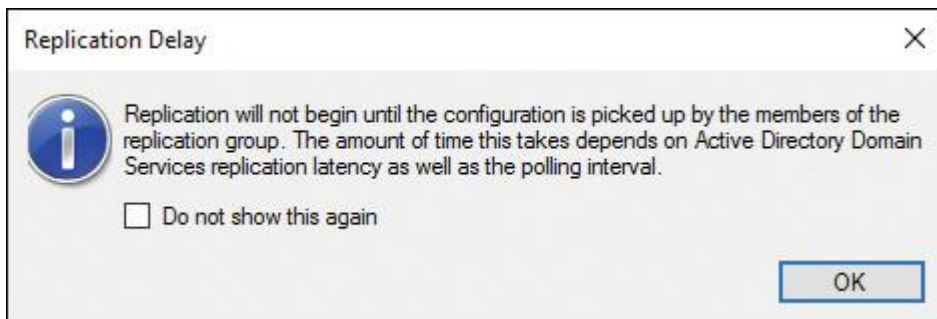 Replication Delay
Replication will not begin until the configuration is picked up by the members of the
replication group. The amount of time this takes depends on Active Directory Domain
Services replication latency as well as the polling interval.
Do not show this again
OK